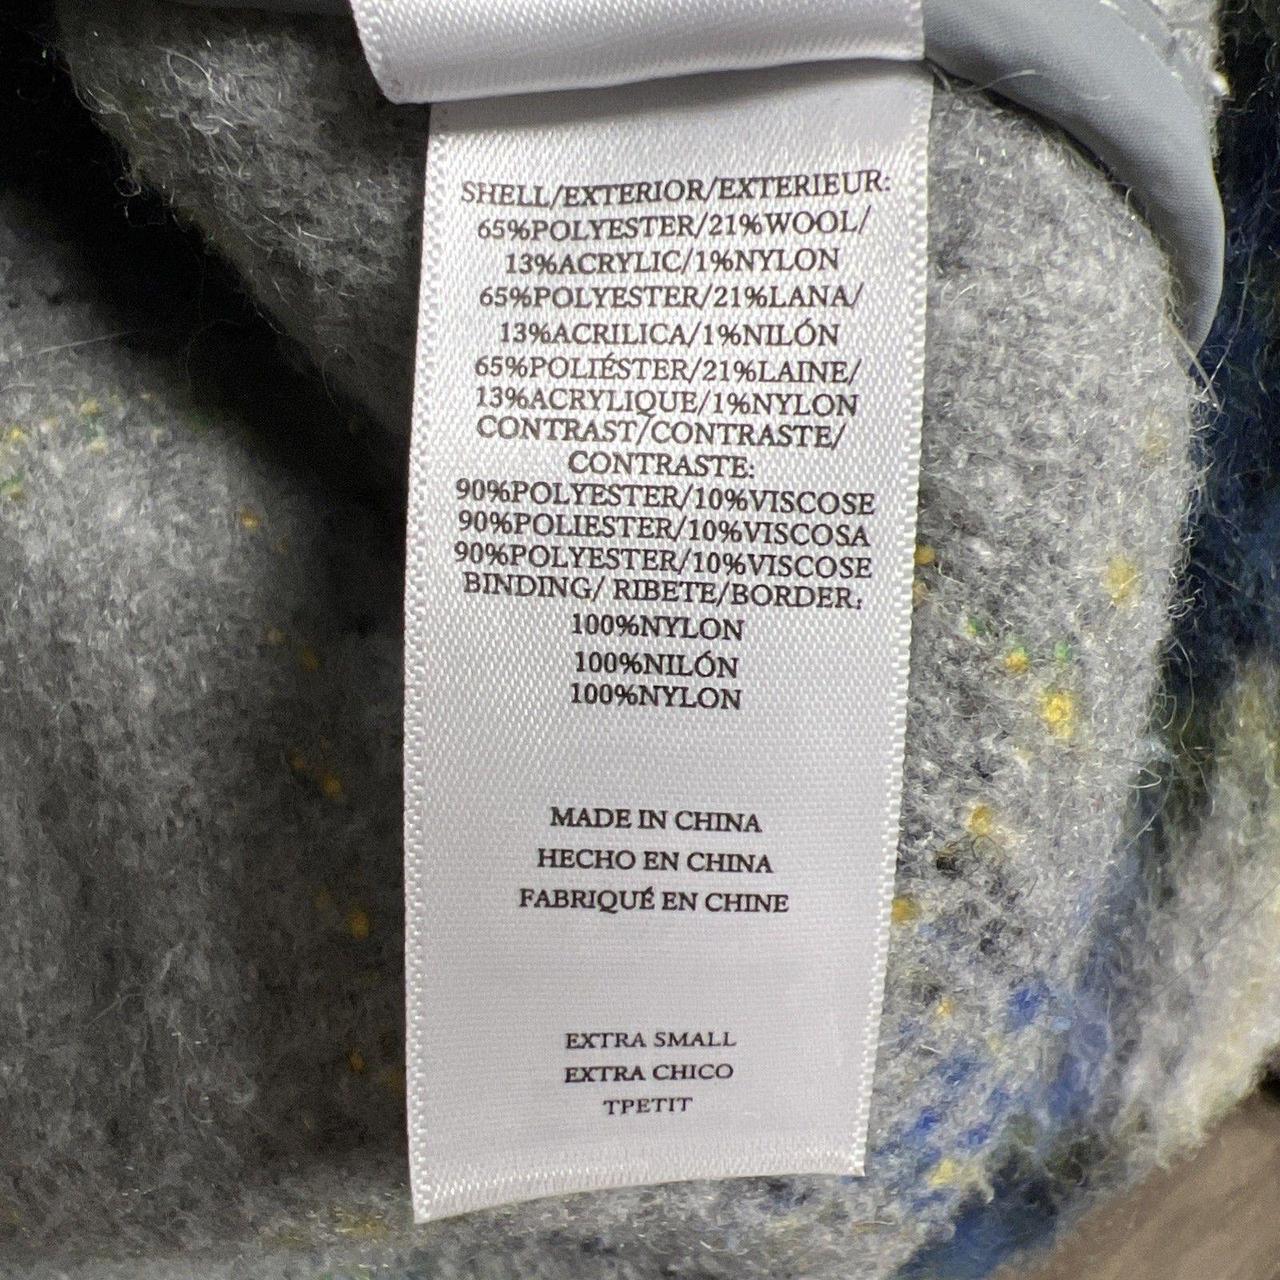 SHELL/EXTERIOR/EXTERIEUR:
65%POLYESTER/21%WOOL/
13%ACRYLIC/1%NYLON
65%POLYESTER/21%LANA/
13%ACRILICA/1%NILÓN
65%POLIÉSTER/21%LAINE/
13%ACRYLIQUE/1%NYLON
CONTRAST/CONTRASTE/
CONTRASTE:
90%POLYESTER/10%VISCOSE
90%POLIESTER/10%VISCOSA
90%POLYESTER/10%VISCOSE
BINDING/ RIBETE/BORDER:
100%NYLON
100%NILÓN
100%NYLON
MADE IN CHINA
HECHO EN CHINA
FABRIQUÉ EN CHINE
EXTRA SMALL
EXTRA CHICO
TPETIT